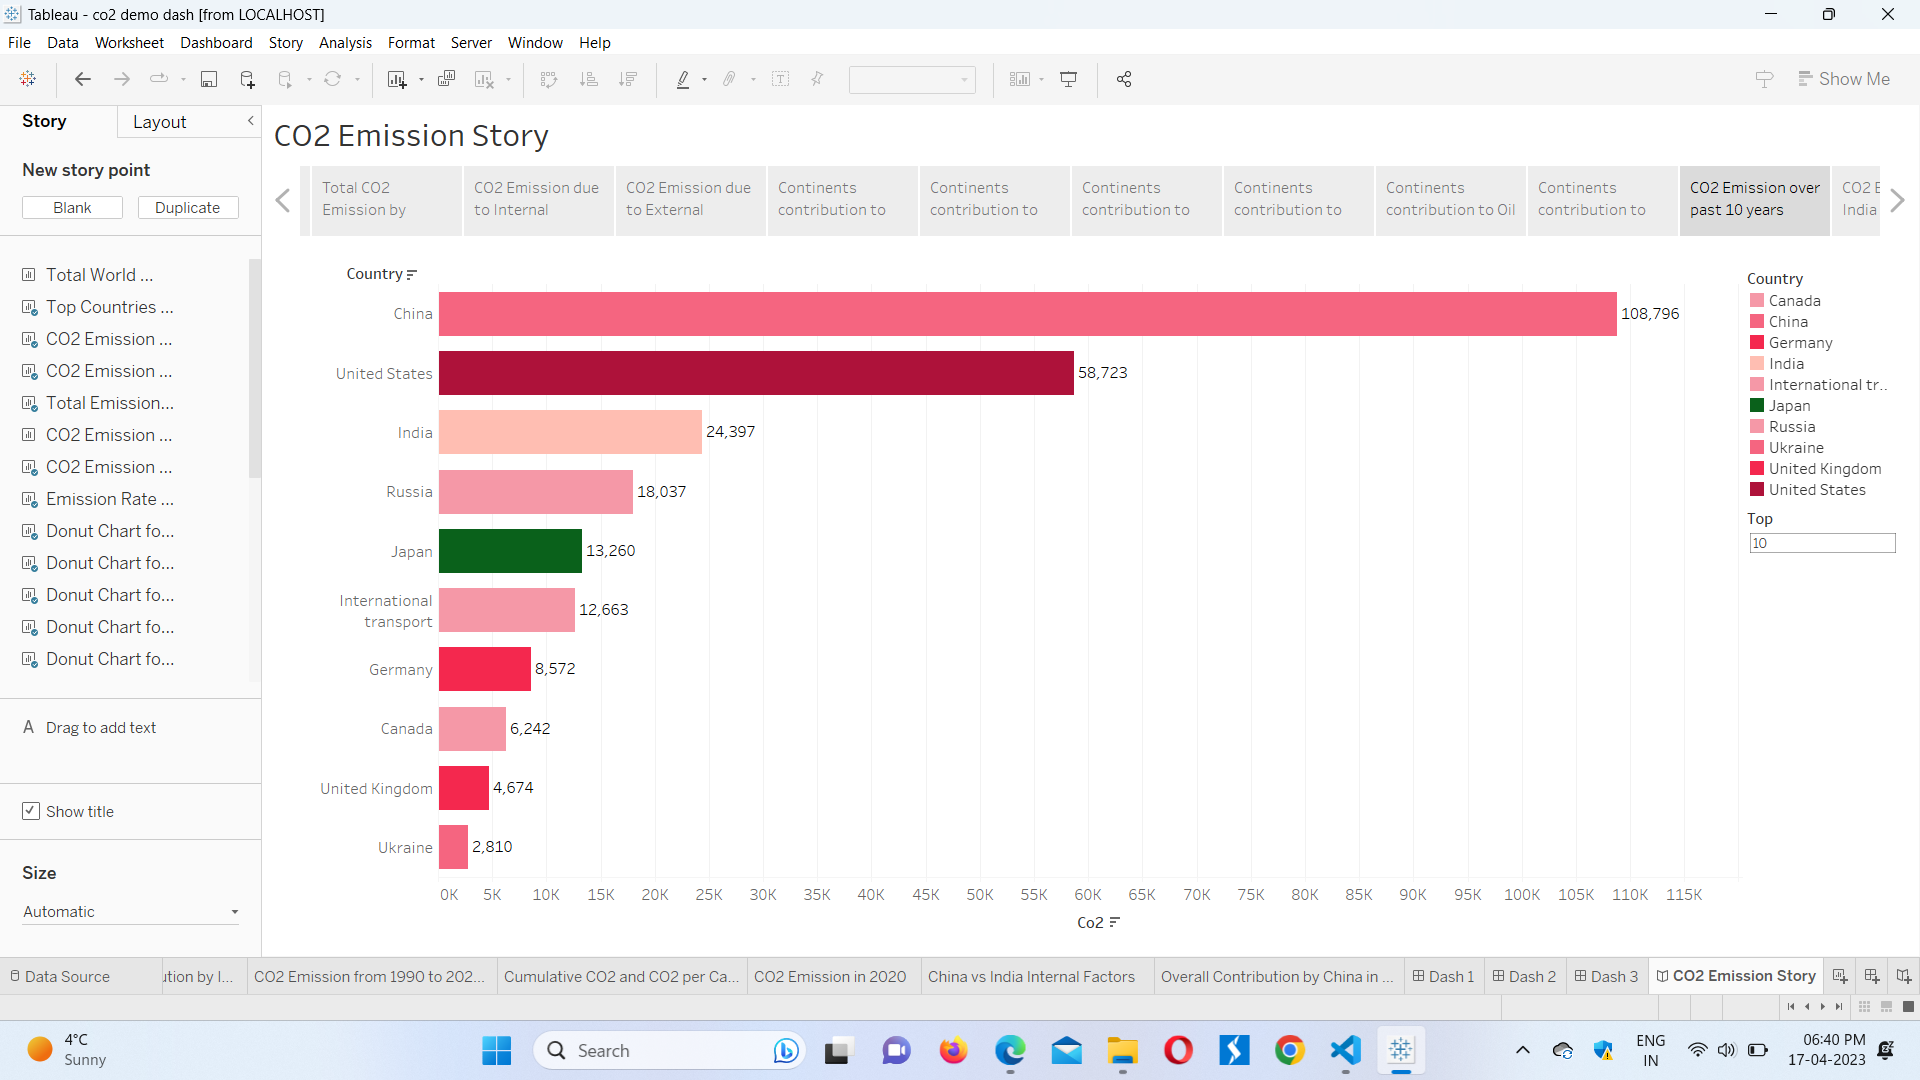 Tableau - co2 demo dash [from LOCALHOST]
File Data Worksheet Dashboard Story Analysis Format Server Window Help
Show Me
Story Layout
New story point
Blank Duplicate
Total World ...
Top Countries ...
CO2 Emission ...
CO2 Emission ...
Total Emission...
CO2 Emission ...
CO2 Emission ...
Emission Rate ...
Donut Chart fo...
Donut Chart fo...
Donut Chart fo...
Donut Chart fo...
Donut Chart fo...
A Drag to add text
Show title
Size
Automatic
CO2 Emission Story
Total CO2
Emission by
CO2 Emission due
to Internal
CO2 Emission due
to External
Continents
contribution to
Continents
contribution to
Continents
contribution to
Continents
contribution to
Continents
contribution to Oil
Continents
contribution to
CO2 Emission over
past 10 years
CO2 E
India
Country
China 108,796
United States 58,723
India 24,397
Russia 18,037
Japan 13,260
International
transport 12,663
Germany 8,572
Canada 6,242
United Kingdom 4,674
Ukraine 2,810
0K 5K 10K 15K 20K 25K 30K 35K 40K 45K 50K 55K 60K 65K 70K 75K 80K 85K 90K 95K 100K 105K 110K 115K
Co2
Country
Canada
China
Germany
India
International tr..
Japan
Russia
Ukraine
United Kingdom
United States
Top
10
Data Source ution by I... CO2 Emission from 1990 to 202... Cumulative CO2 and CO2 per Ca... CO2 Emission in 2020 China vs India Internal Factors Overall Contribution by China in ... Dash 1 Dash 2 Dash 3 CO2 Emission Story
4°C
Sunny
Search
ENG
IN
06:40 PM
17-04-2023